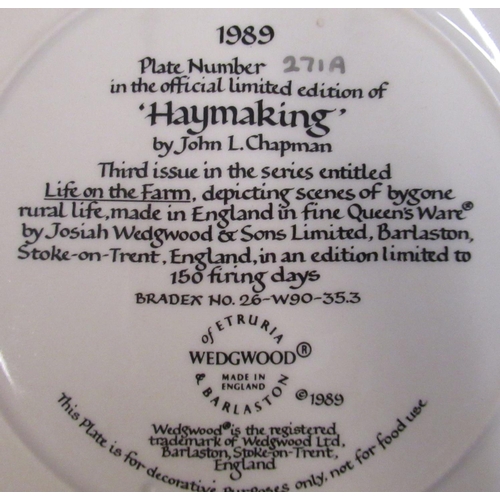 1989
Plate Number 271A
in the official limited edition of
'Haymaking'
by John L. Chapman
Third issue in the series entitled
Life on the Farm, depicting scenes of bygone
rural life, made in England in fine Queen's Ware®
by Josiah Wedgwood & Sons Limited, Barlaston,
Stoke-on-Trent, England, in an edition limited to
150 firing days
BRADEX NO. 26-W90-35.3
of ETRURIA
WEDGWOOD®
MADE IN
ENGLAND
& BARLASTON
©1989
Wedgwood® is the registered
trademark of Wedgwood Ltd,
Barlaston, Stoke-on-Trent,
England
This Plate is for decorative Purposes only, not for food use